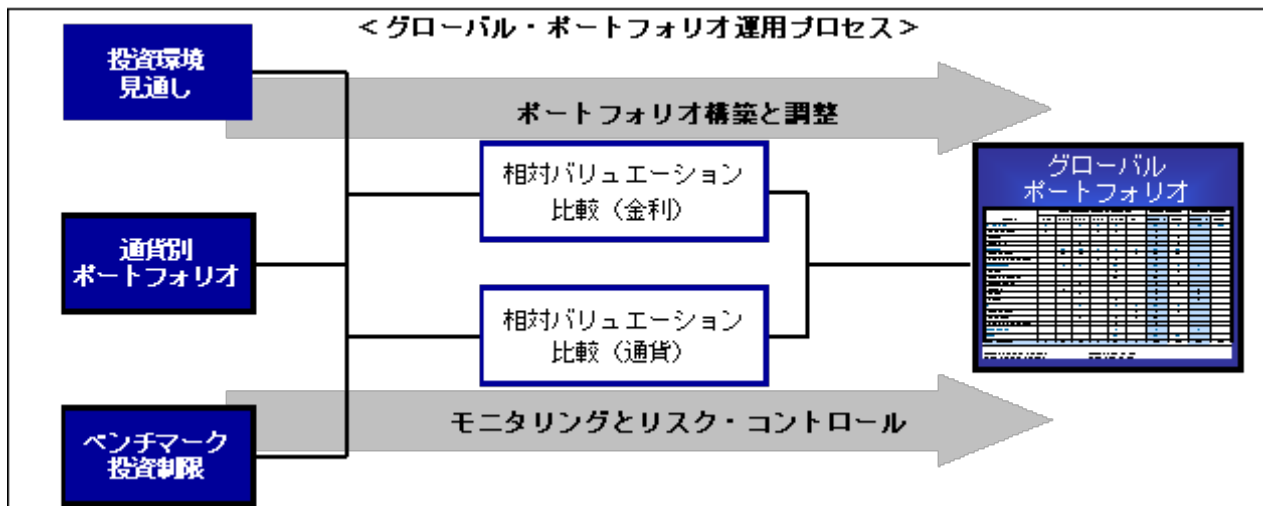 ＜グローバル・ポートフォリオ運用プロセス＞
投資環境
見通し
ポートフォリオ構築と調整
相対バリュエーション
比較（金利）
グローバル
ポートフォリオ
通貨別
ポートフォリオ
相対バリュエーション
比較（通貨）
モニタリングとリスク・コントロール
ベンチマーク
投資制限